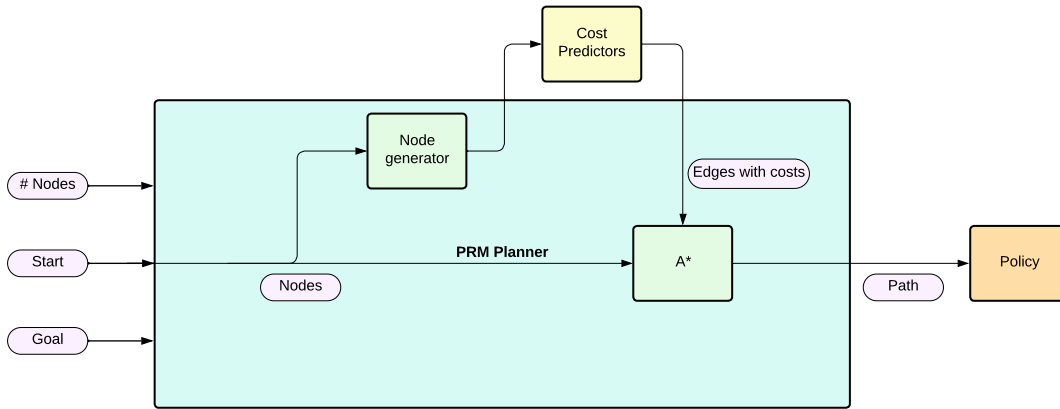 Cost
Predictors
Node
generator
# Nodes
Edges with costs
Start
PRM Planner
A*
Policy
Nodes
Path
Goal